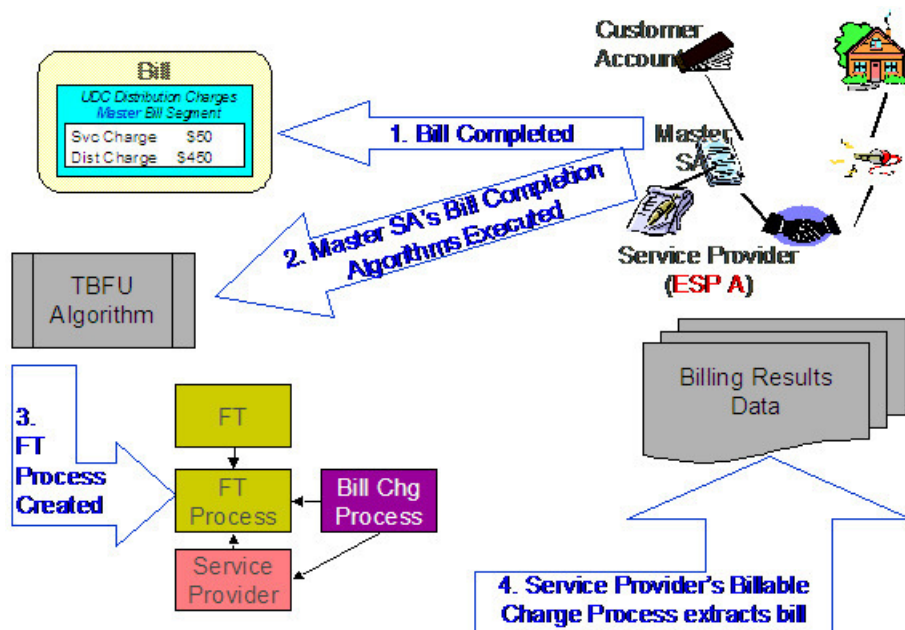 Bill
UDC Distribution Charges
Master Bill Segment
Svc Charge $50
Dist Charge $450
1. Bill Completed
Customer
Account
Master
SA
2. Master SA's Bill Completion
Algorithms Executed
Service Provider
(ESP A)
TBFU
Algorithm
Billing Results
Data
3.
FT
Process
Created
FT
FT
Process
Bill Chg
Process
Service
Provider
4. Service Provider's Billable
Charge Process extracts bill